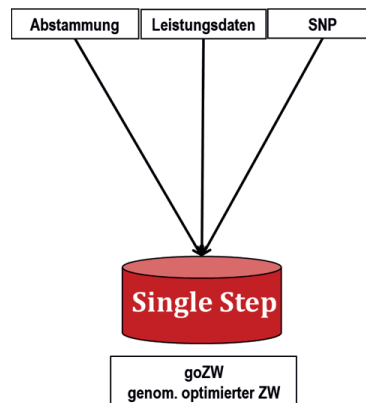 Abstammung
Leistungsdaten
SNP
Single Step
goZW
genom. optimierter ZW